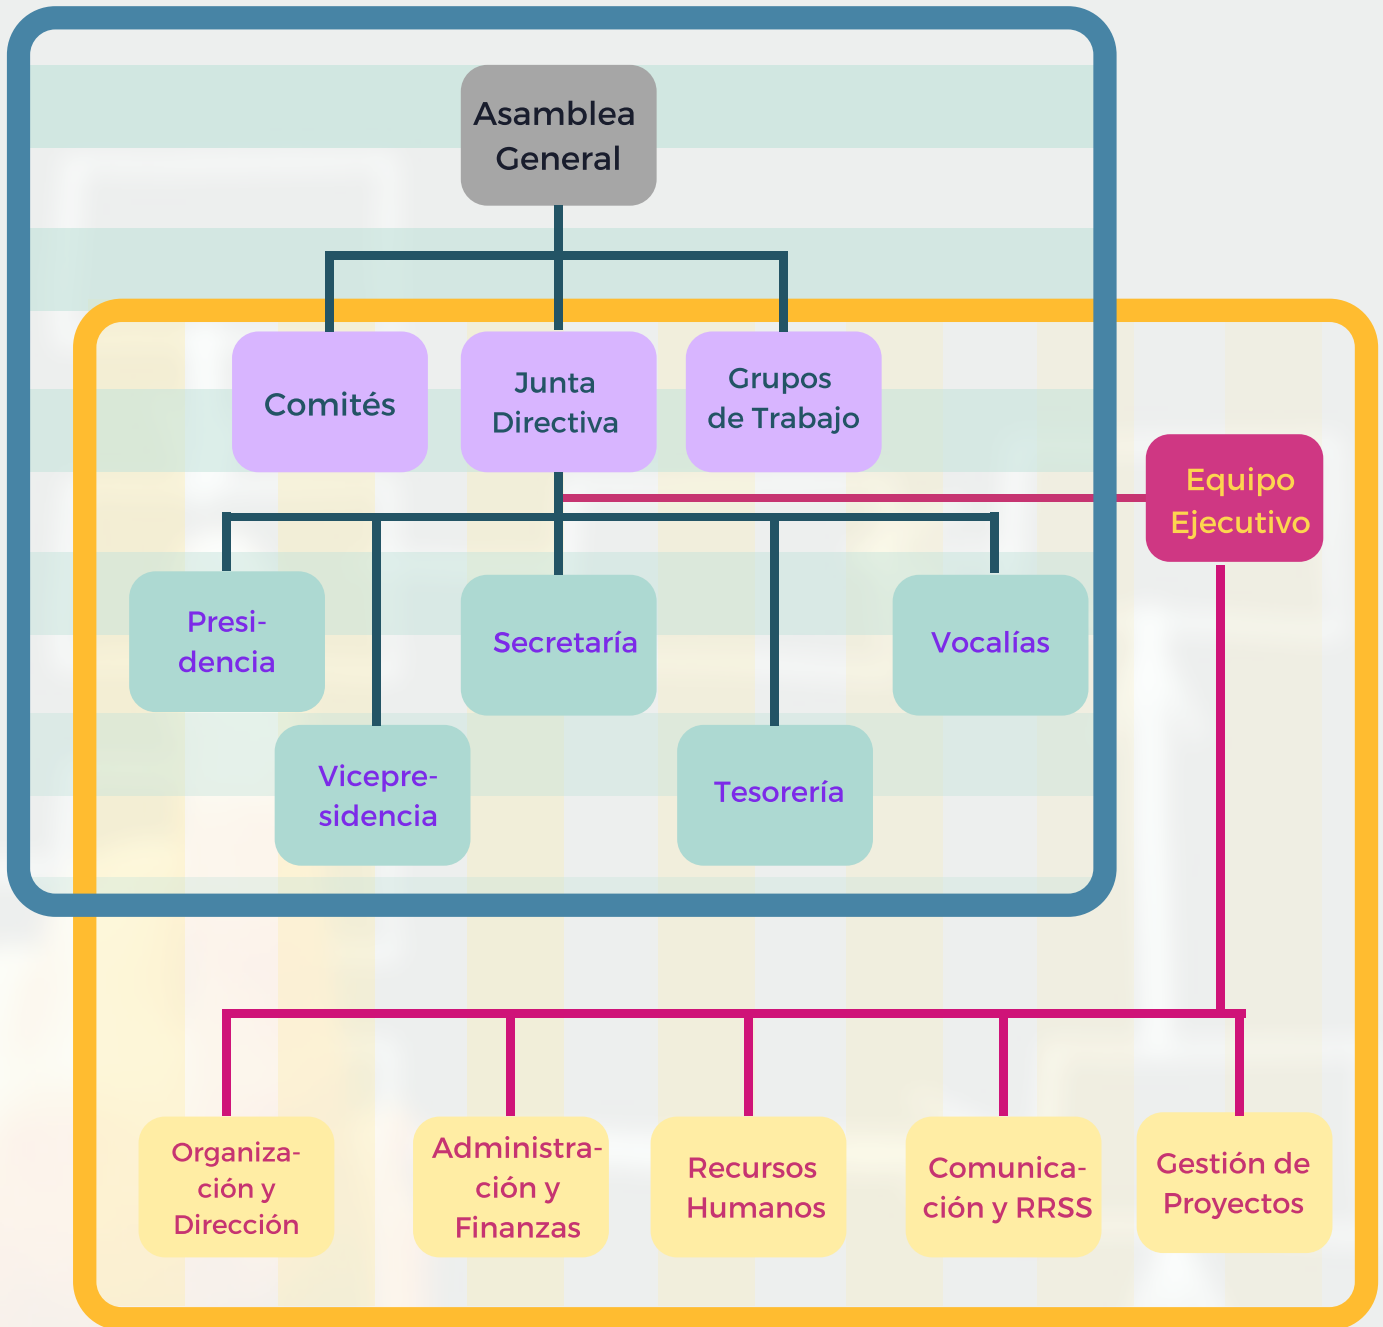 Asamblea
General
Comités
Junta
Directiva
Grupos
de Trabajo
Equipo
Ejecutivo
Presi-
dencia
Secretaría
Vocalías
Vicepre-
sidencia
Tesorería
Organiza-
ción y
Dirección
Administra-
ción y
Finanzas
Recursos
Humanos
Comunica-
ción y RRSS
Gestión de
Proyectos